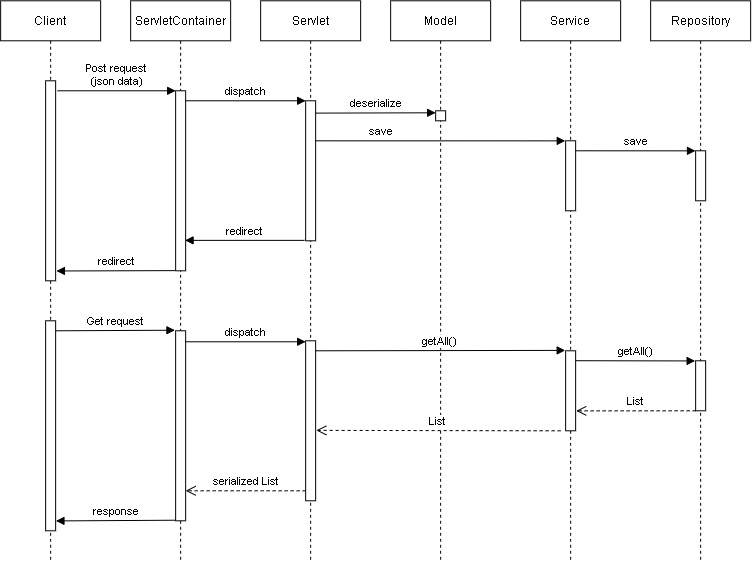 Client
ServletContainer
Servlet
Model
Service
Repository
Post request
(json data)
dispatch
deserialize
save
save
redirect
redirect
Get request
dispatch
getAll()
getAll()
List
List
serialized List
response